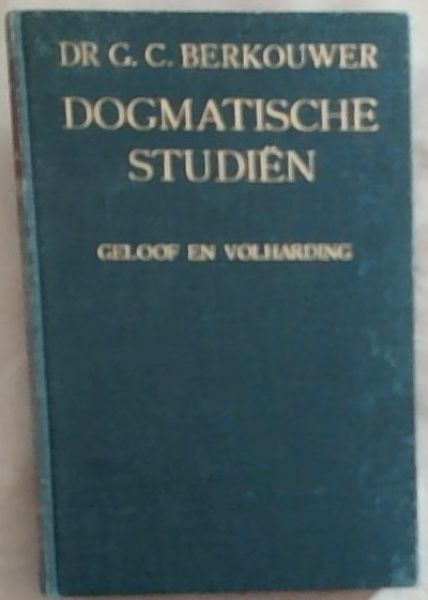 DR G. C. BERKOUWER
DOGMATISCHE
STUDIËN
GELOOF EN VOLHARDING